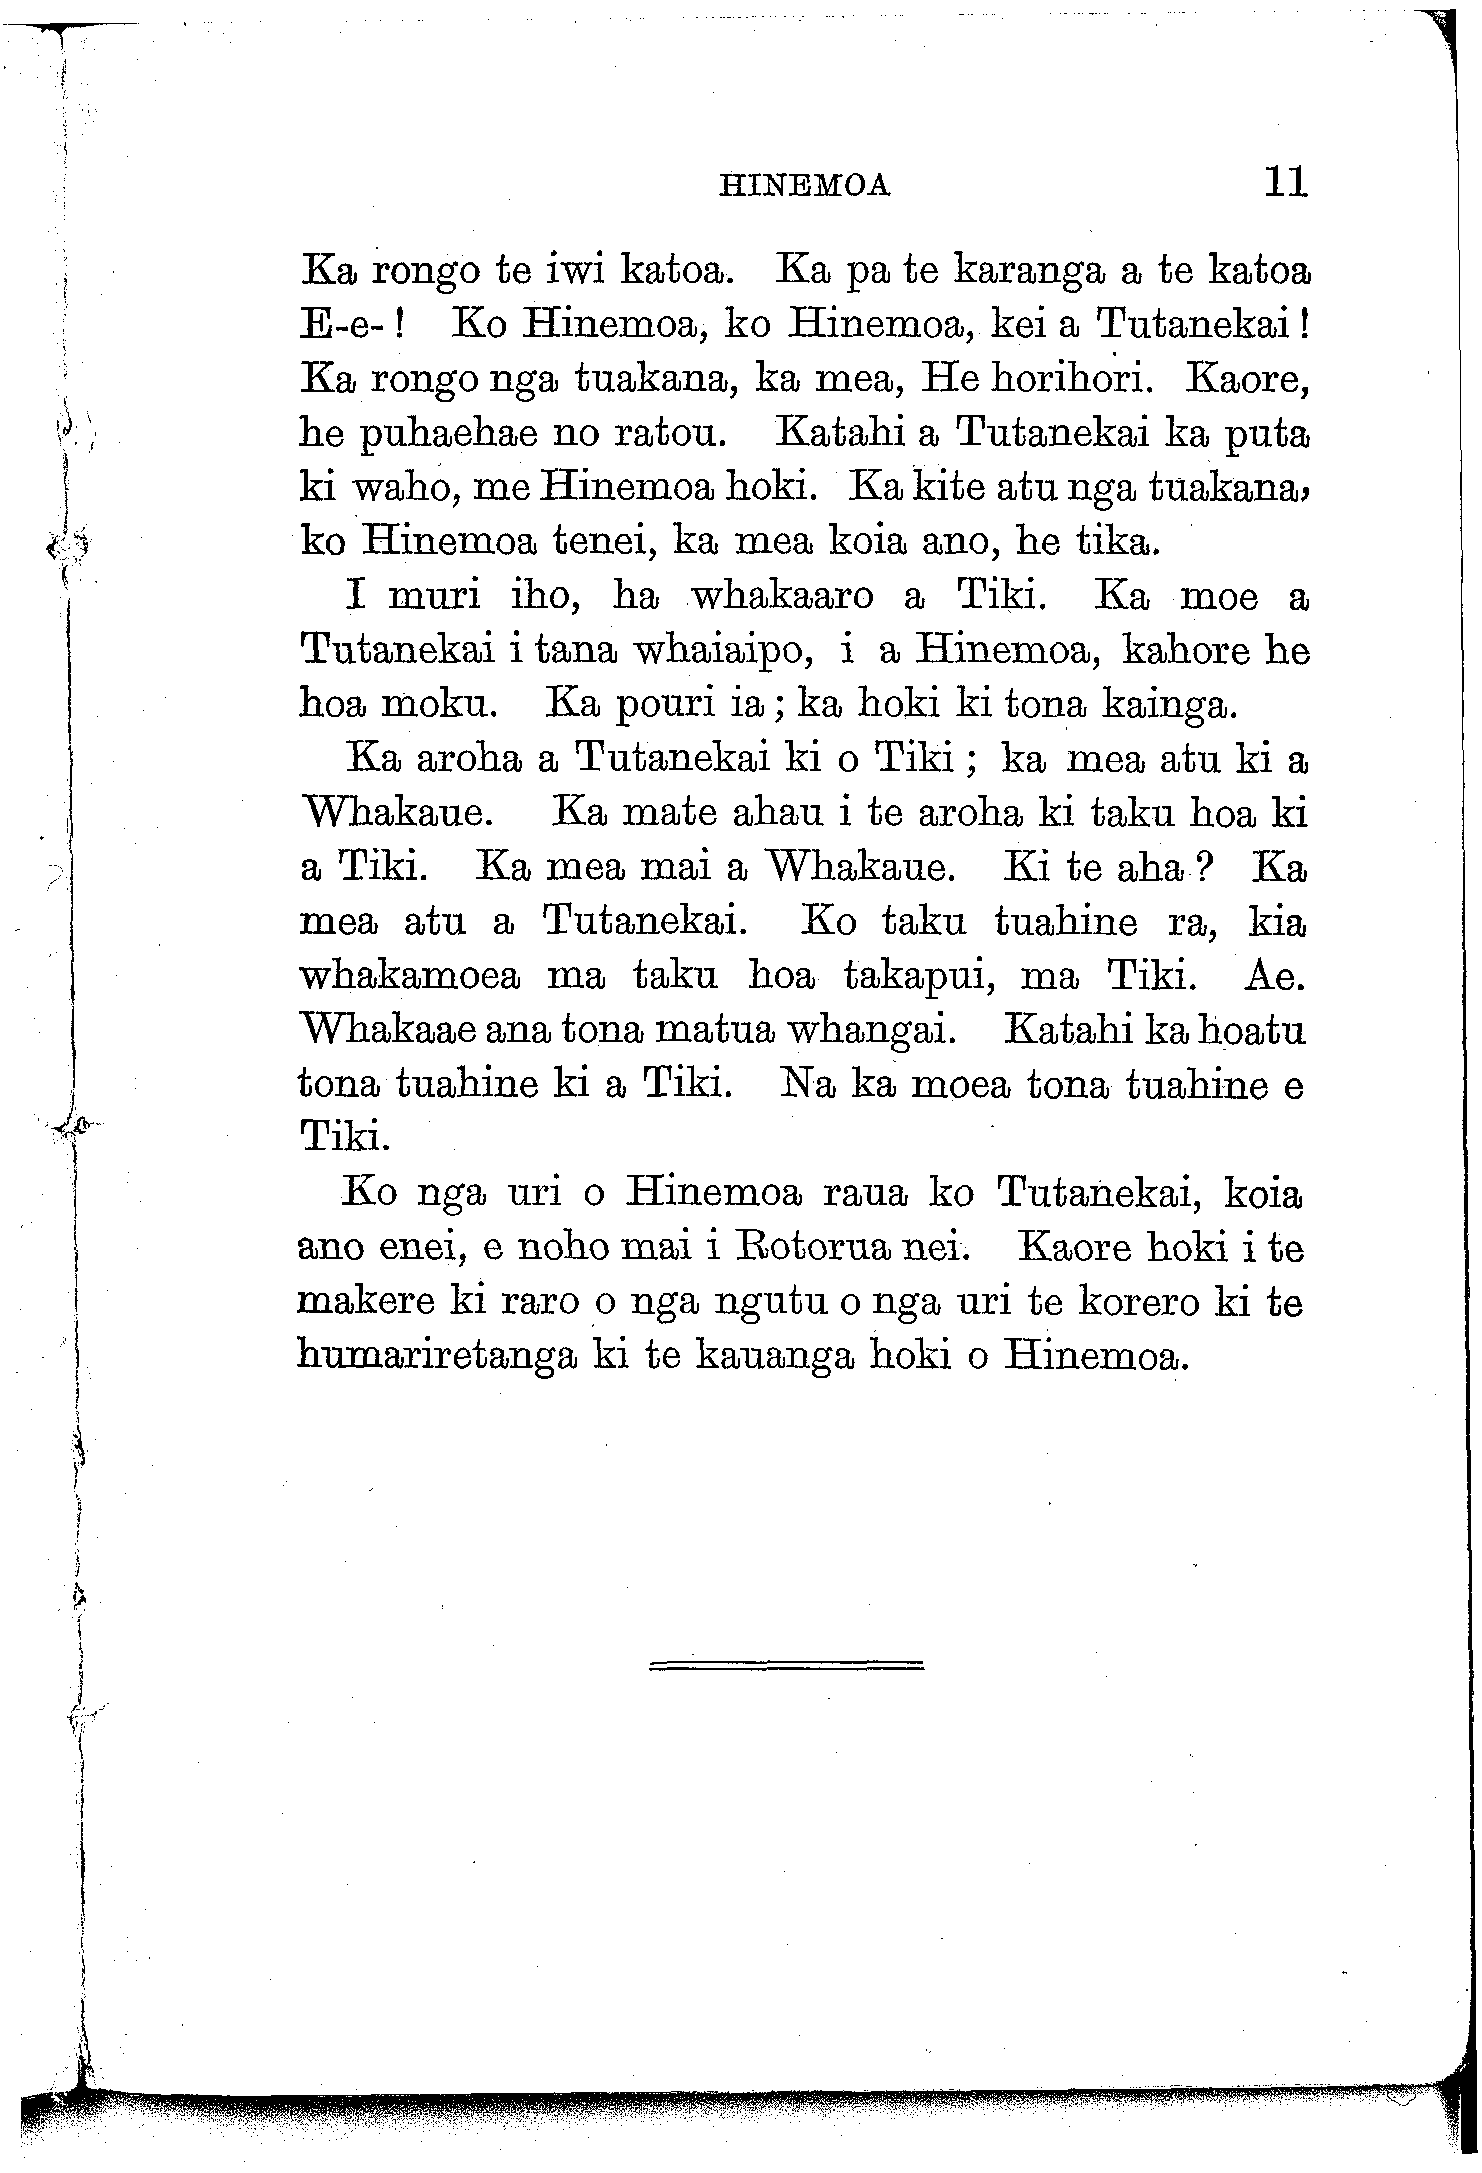 HINEMOA 11
Ka rongo te iwi katoa. Ka pa te karanga a te katoa
E-e- ! Ko Hinemoa, ko Hinemoa, kei a Tutanekai !
Ka rongo nga tuakana, ka mea, He horihori. Kaore,
he puhaehae no ratou. Katahi a Tutanekai ka puta
ki waho, me Hinemoa hoki. Ka kite atu nga tuakana,
ko Hinemoa tenei, ka mea koia ano, he tika.
I muri iho, ha whakaaro a Tiki. Ka moe a
Tutanekai i tana whaiaipo, i a Hinemoa, kahore he
hoa moku. Ka pouri ia ; ka hoki ki tona kainga.
Ka aroha a Tutanekai ki o Tiki ; ka mea atu ki a
Whakaue. Ka mate ahau i te aroha ki taku hoa ki
a Tiki. Ka mea mai a Whakaue. Ki te aha ? Ka
mea atu a Tutanekai. Ko taku tuahine ra, kia
whakamoea ma taku hoa takapui, ma Tiki. Ae.
Whakaae ana tona matua whangai. Katahi ka hoatu
tona tuahine ki a Tiki. Na ka moea tona tuahine e
Tiki.
Ko nga uri o Hinemoa raua ko Tutanekai, koia
ano enei, e noho mai i Rotorua nei. Kaore hoki i te
makere ki raro o nga ngutu o nga uri te korero ki te
humariretanga ki te kauanga hoki o Hinemoa.